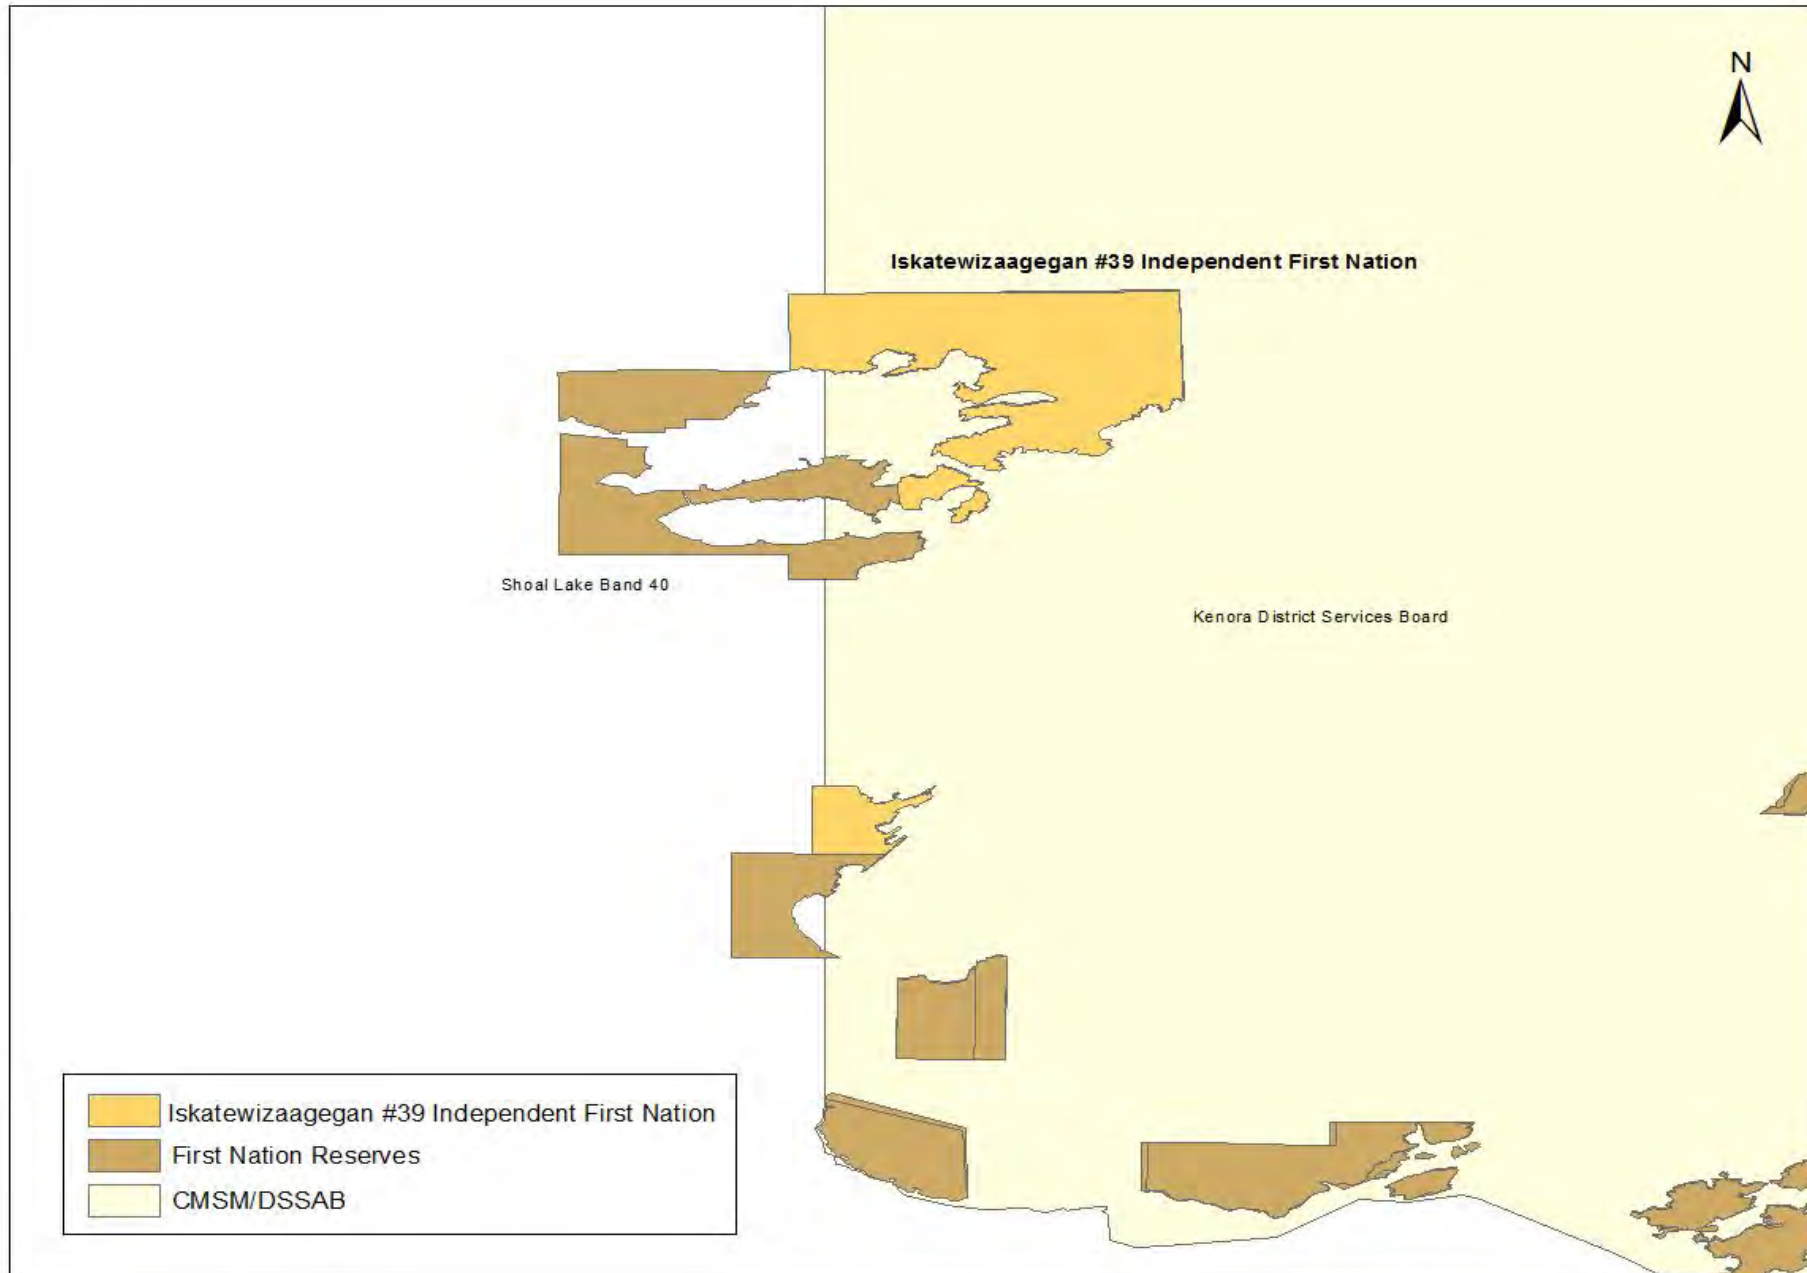 N
Iskatewizaagegan #39 Independent First Nation
Shoal Lake Band 40
Kenora District Services Board
Iskatewizaagegan #39 Independent First Nation
First Nation Reserves
CMSM/DSSAB